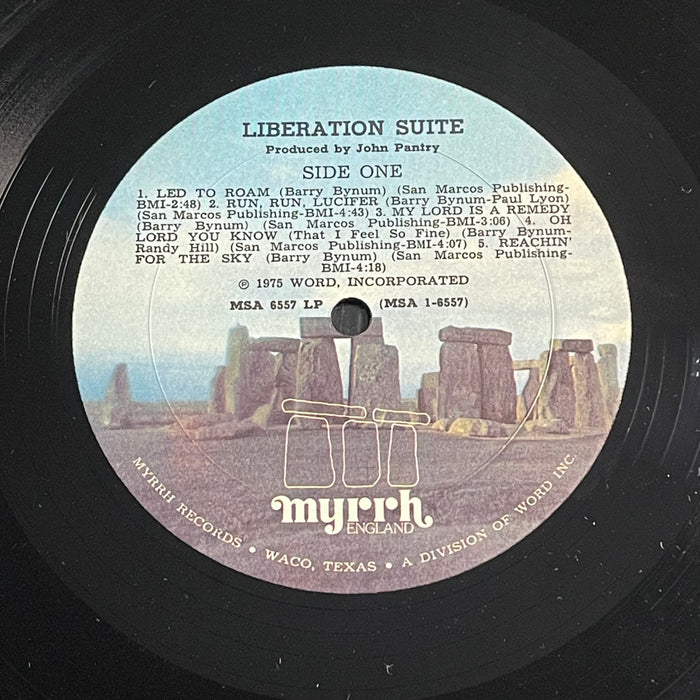 LIBERATION SUITE
Produced by John Pantry
SIDE ONE
1. LED TO ROAM (Barry Bynum) (San Marcos Publishing-
BMI-2:48) 2. RUN, RUN, LUCIFER (Barry Bynum-Paul Lyon)
(San Marcos Publishing-BMI-4:43) 3. MY LORD IS A REMEDY
(Barry Bynum) (San Marcos Publishing-BMI-3:06) 4. OH
LORD YOU KNOW (That I Feel So Fine) (Barry Bynum-
Randy Hill) (San Marcos Publishing-BMI-4:07) 5. REACHIN'
FOR THE SKY (Barry Bynum) (San Marcos Publishing-
BMI-4:18)
℗ 1975 WORD, INCORPORATED
MSA 6557 LP (MSA 1-6557)
myrrh
ENGLAND
MYRRH RECORDS • WACO, TEXAS • A DIVISION OF WORD INC.